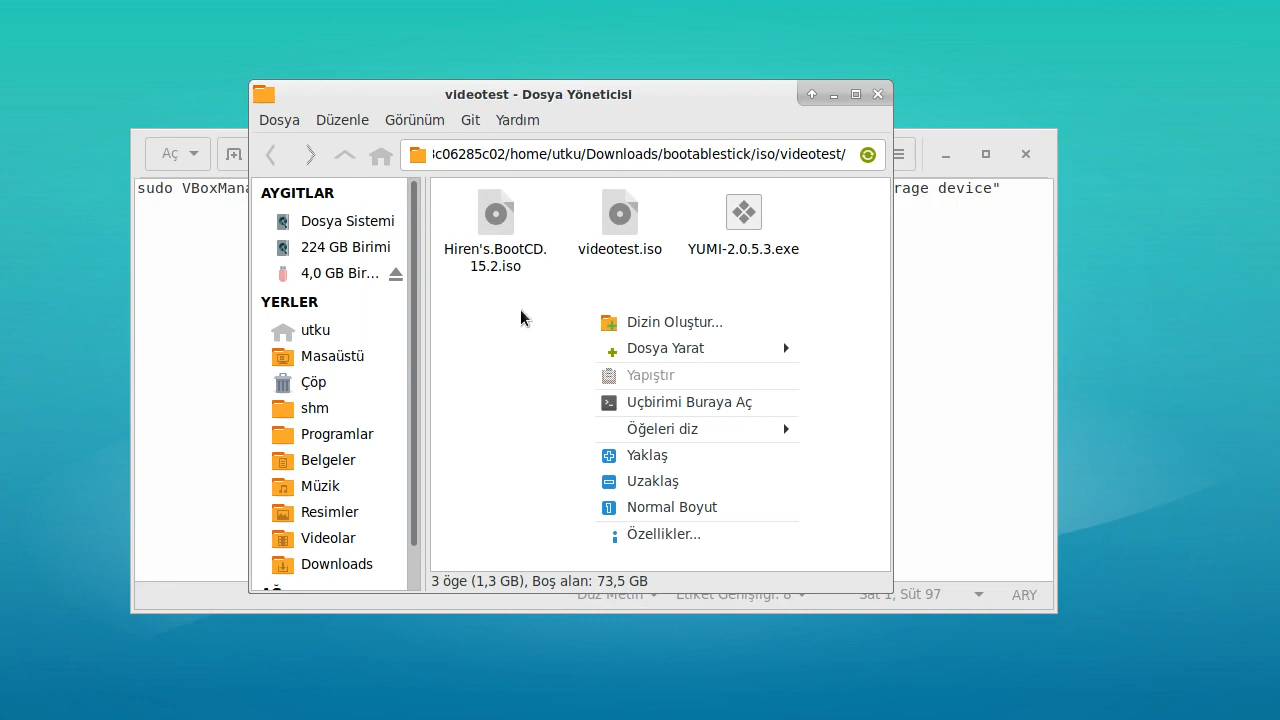 videotest - Dosya Yöneticisi
Dosya Düzenle Görünüm Git Yardım
Aç
3c06285c02/home/utku/Downloads/bootablestick/iso/videotest/
sudo VBoxMana
rage device"
AYGITLAR
Dosya Sistemi
224 GB Birimi
4,0 GB Bir...
YERLER
utku
Masaüstü
Çöp
shm
Programlar
Belgeler
Müzik
Resimler
Videolar
Downloads
Hiren's.BootCD.
15.2.iso
videotest.iso
YUMI-2.0.5.3.exe
Dizin Oluştur...
Dosya Yarat
Yapıştır
Uçbirimi Buraya Aç
Öğeleri diz
Yaklaş
Uzaklaş
Normal Boyut
Özellikler...
3 öge (1,3 GB), Boş alan: 73,5 GB
Düz Metin Etiket Genişliği: 8 Sat 1, Süt 97 ARY